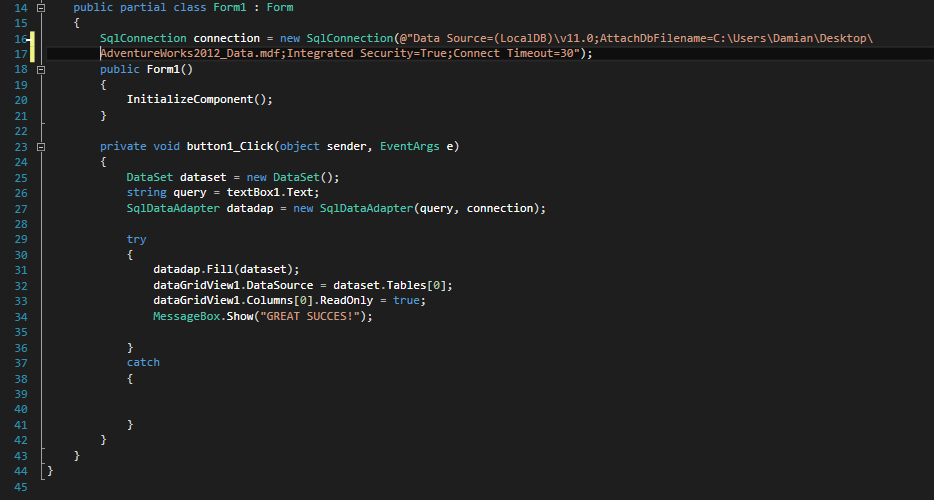 14 public partial class Form1 : Form
15 {
16 SqlConnection connection = new SqlConnection(@"Data Source=(LocalDB)\v11.0;AttachDbFilename=C:\Users\Damian\Desktop\
17 AdventureWorks2012_Data.mdf;Integrated Security=True;Connect Timeout=30");
18 public Form1()
19 {
20 InitializeComponent();
21 }
22
23 private void button1_Click(object sender, EventArgs e)
24 {
25 DataSet dataset = new DataSet();
26 string query = textBox1.Text;
27 SqlDataAdapter datadap = new SqlDataAdapter(query, connection);
28
29 try
30 {
31 datadap.Fill(dataset);
32 dataGridView1.DataSource = dataset.Tables[0];
33 dataGridView1.Columns[0].ReadOnly = true;
34 MessageBox.Show("GREAT SUCCES!");
35
36 }
37 catch
38 {
39
40
41 }
42 }
43 }
44 }
45